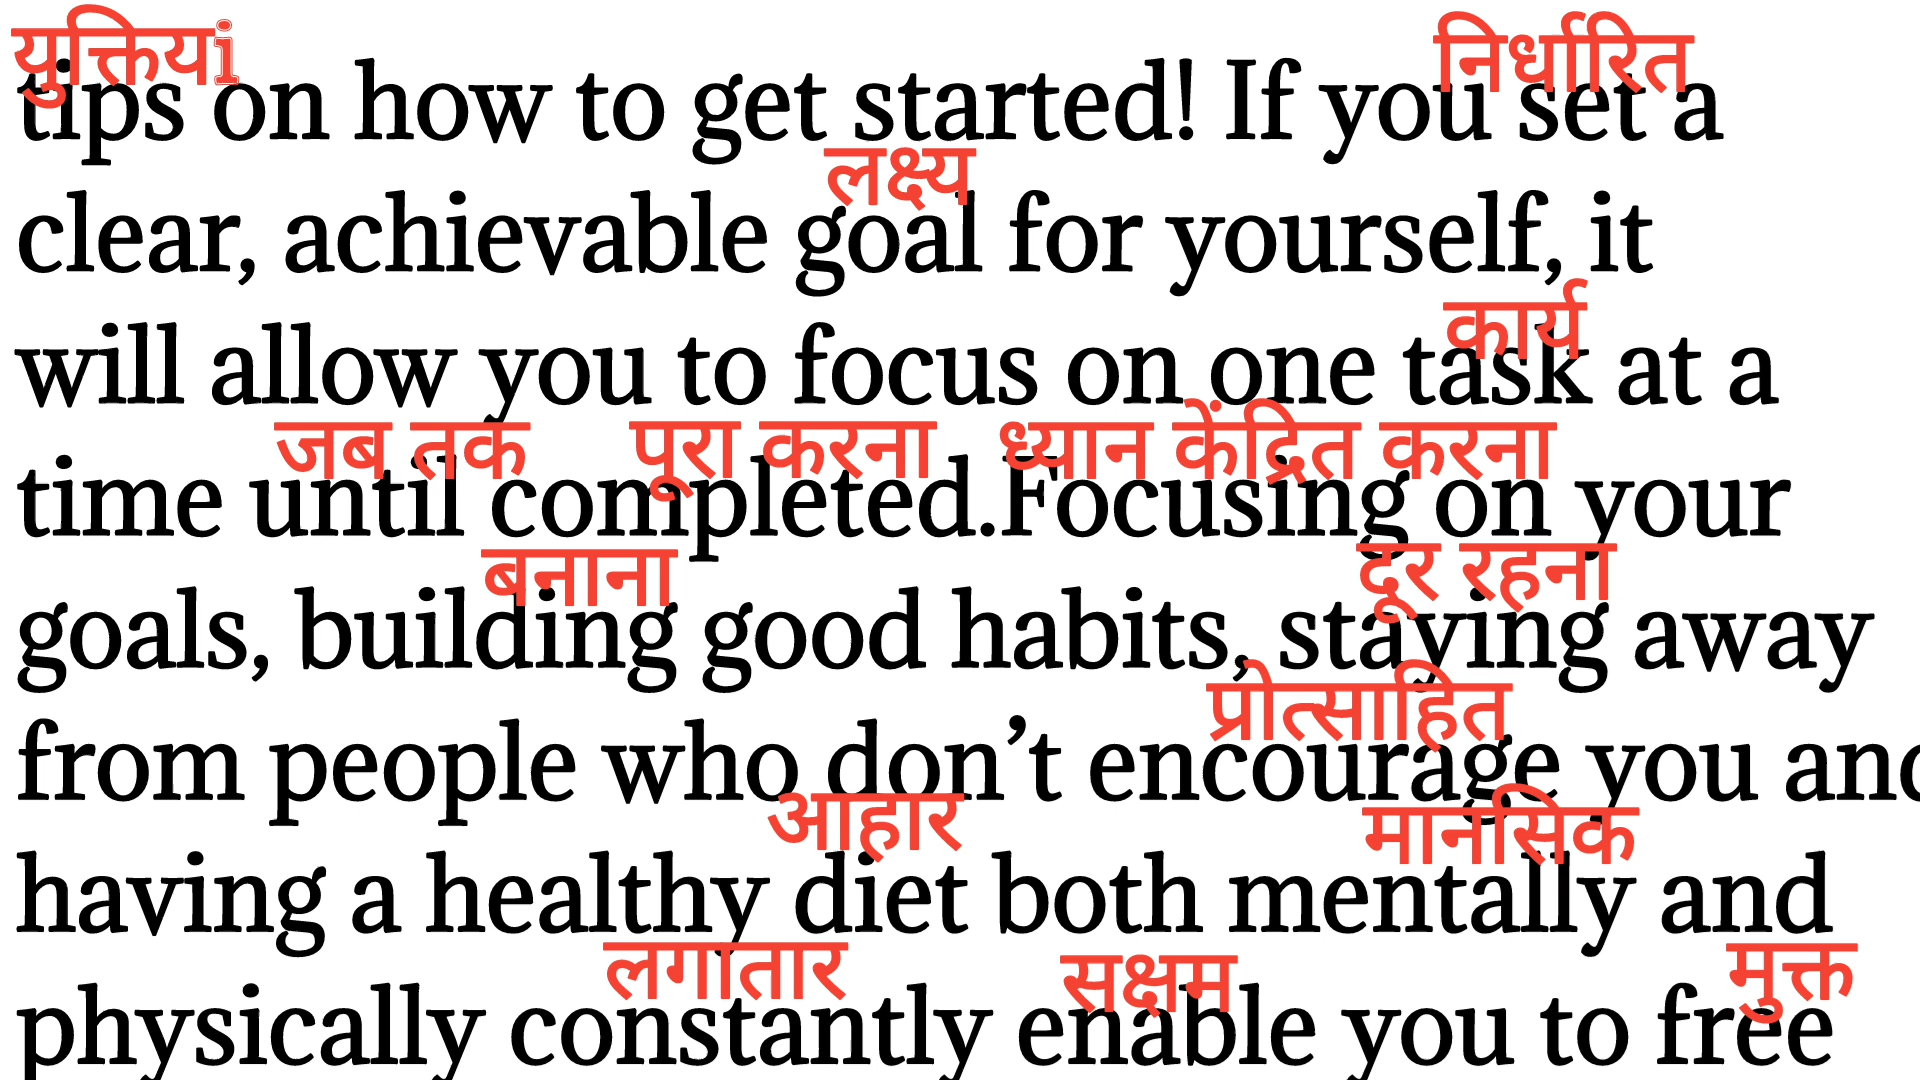 युक्तियi निर्धारित
tips on how to get started! If you set a
लक्ष्य
clear, achievable goal for yourself, it
कार्य
will allow you to focus on one task at a
जब तक पूरा करना ध्यान केंद्रित करना
time until completed.Focusing on your
बनाना दूर रहना
goals, building good habits, staying away
प्रोत्साहित
from people who don’t encourage you and
आहार मानसिक
having a healthy diet both mentally and
लगातार सक्षम मुक्त
physically constantly enable you to free